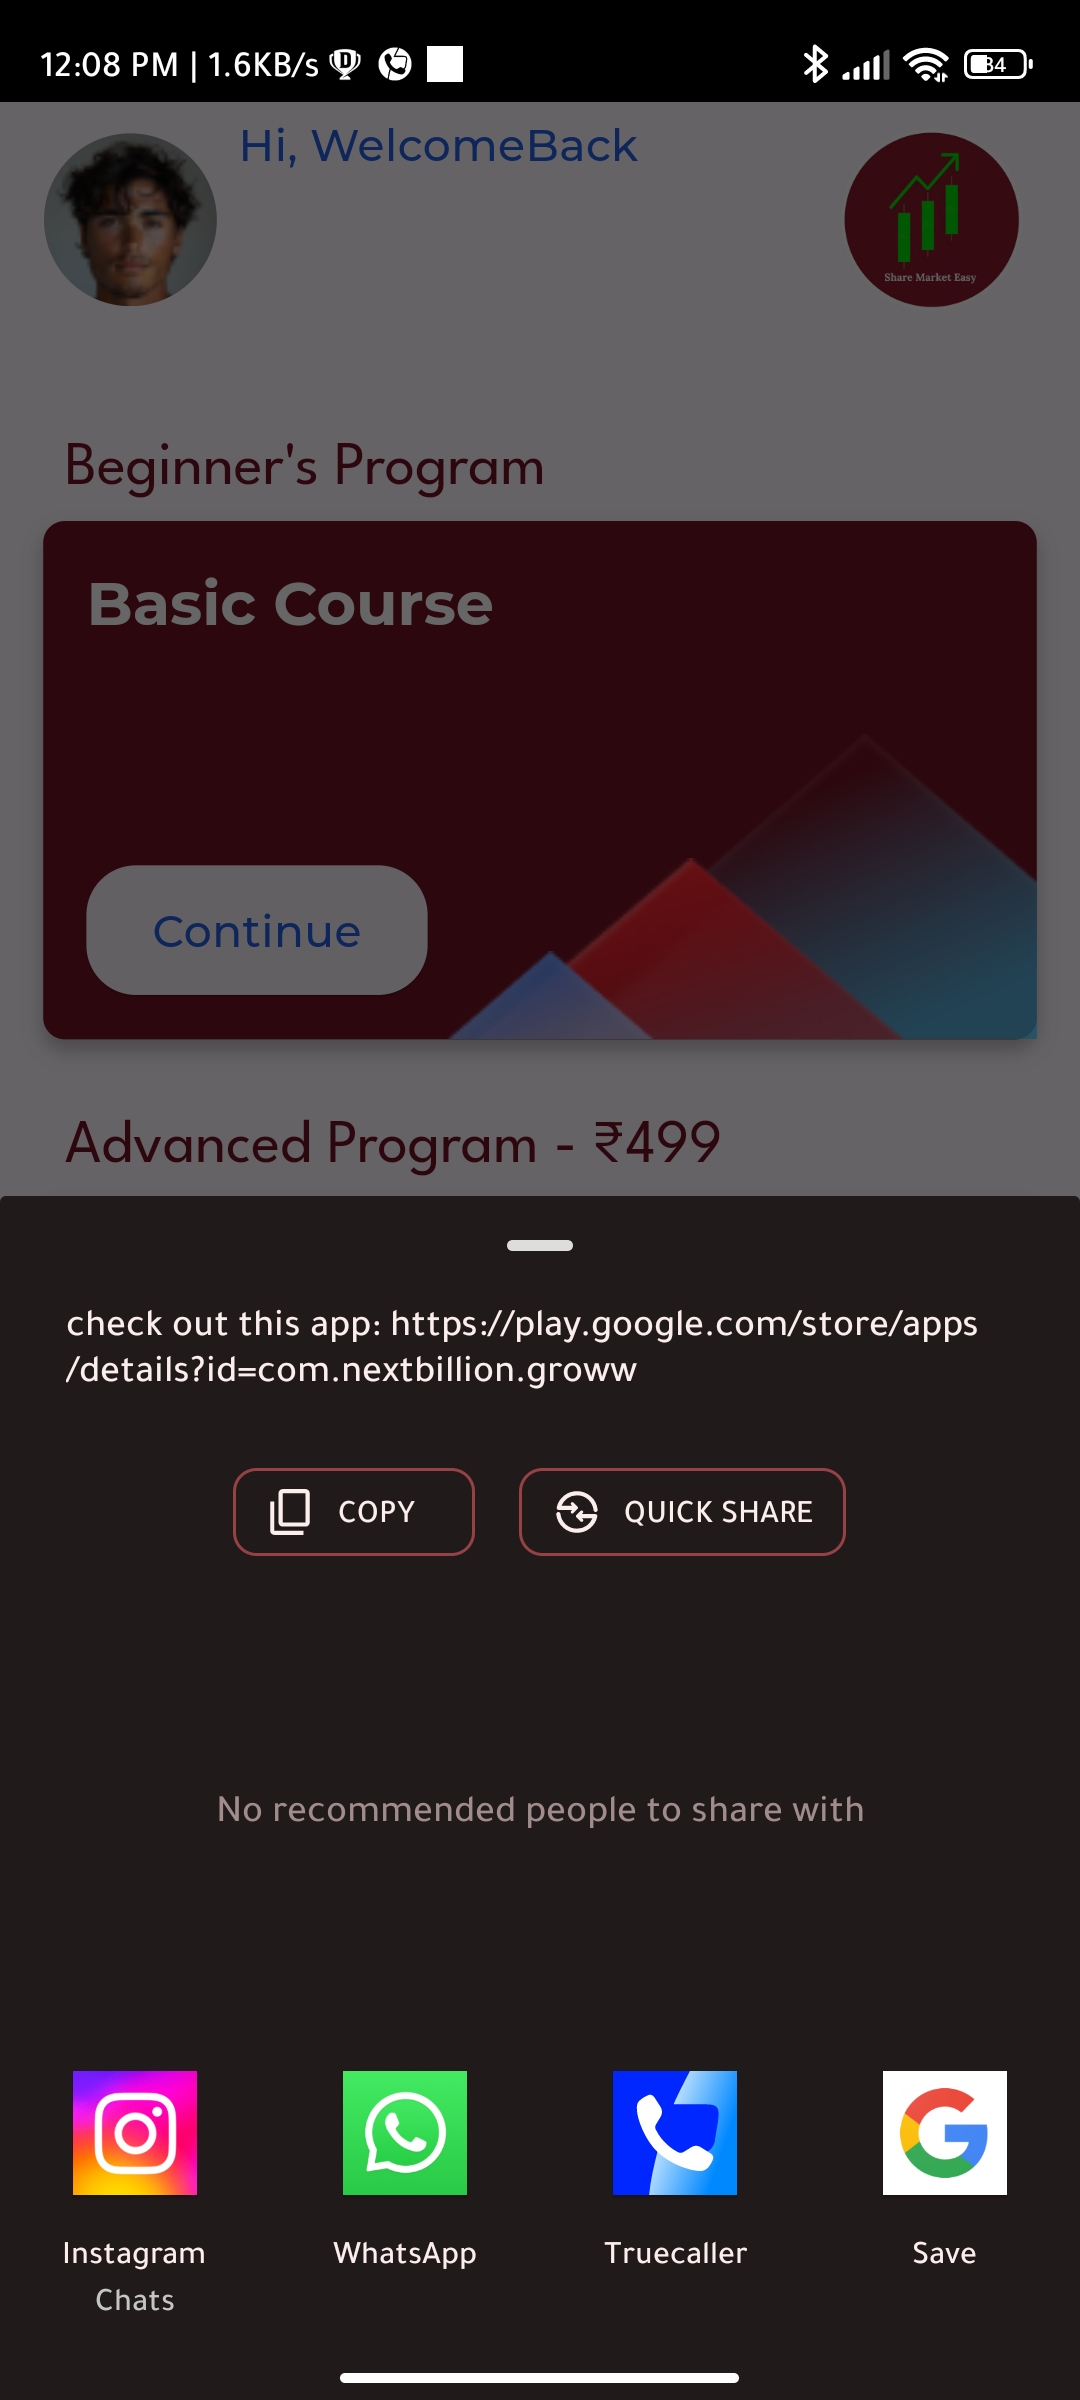 12:08 PM | 1.6KB/s
84
Hi, WelcomeBack
Share Market Easy
Beginner's Program
Basic Course
Continue
Advanced Program - ₹499
check out this app: https://play.google.com/store/apps
/details?id=com.nextbillion.groww
COPY
QUICK SHARE
No recommended people to share with
Instagram
Chats
WhatsApp
Truecaller
Save